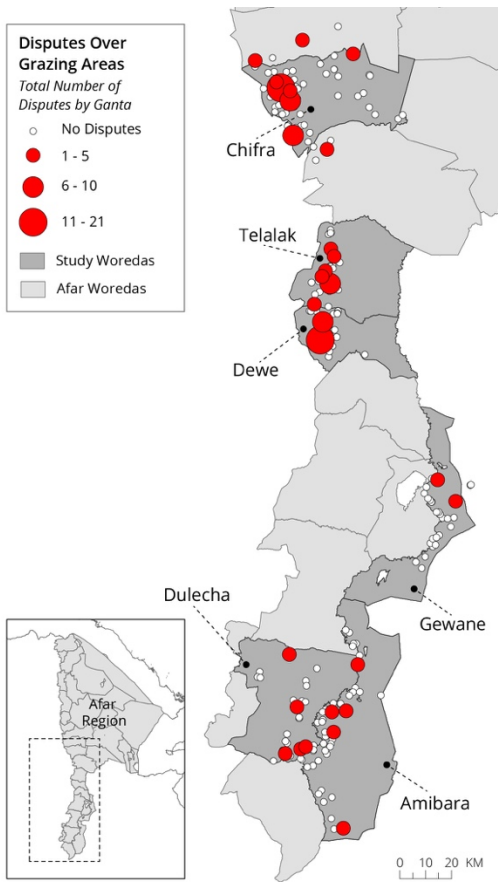 Disputes Over
Grazing Areas
Total Number of
Disputes by Ganta
No Disputes
1 - 5
6 - 10
11 - 21
Study Woredas
Afar Woredas
Chifra
Telalak
Dewe
Dulecha
Gewane
Afar
Region
Amibara
0 10 20 KM